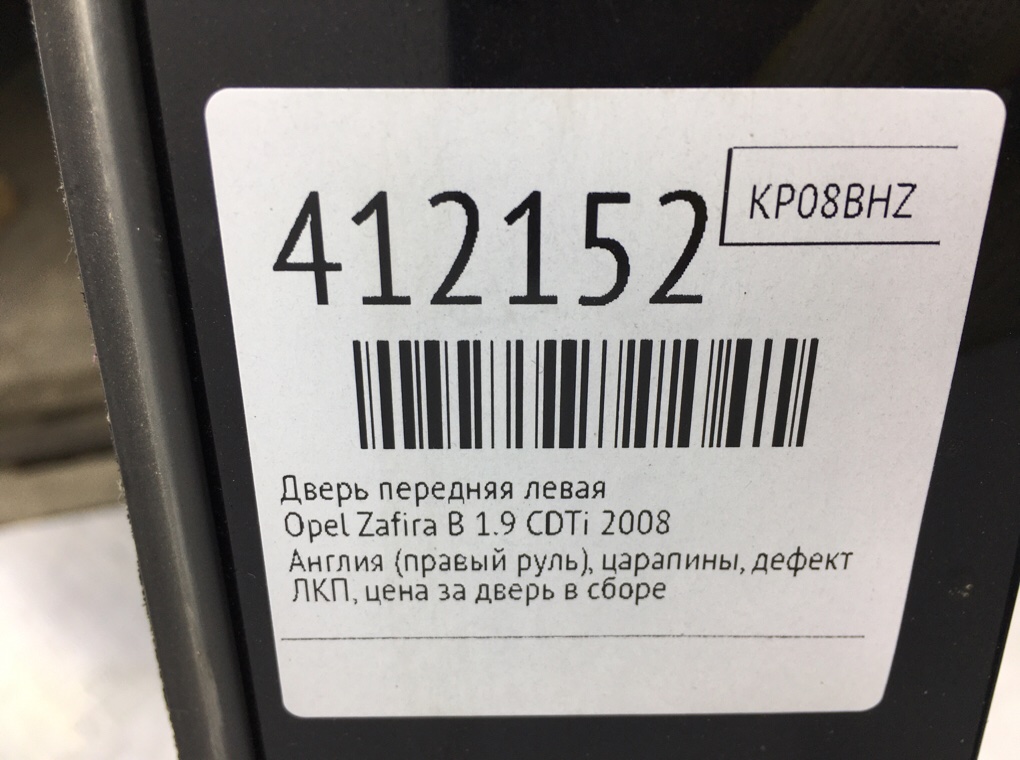 412152
KP08BHZ
Дверь передняя левая
Opel Zafira B 1.9 CDTi 2008
Англия (правый руль), царапины, дефект
ЛКП, цена за дверь в сборе